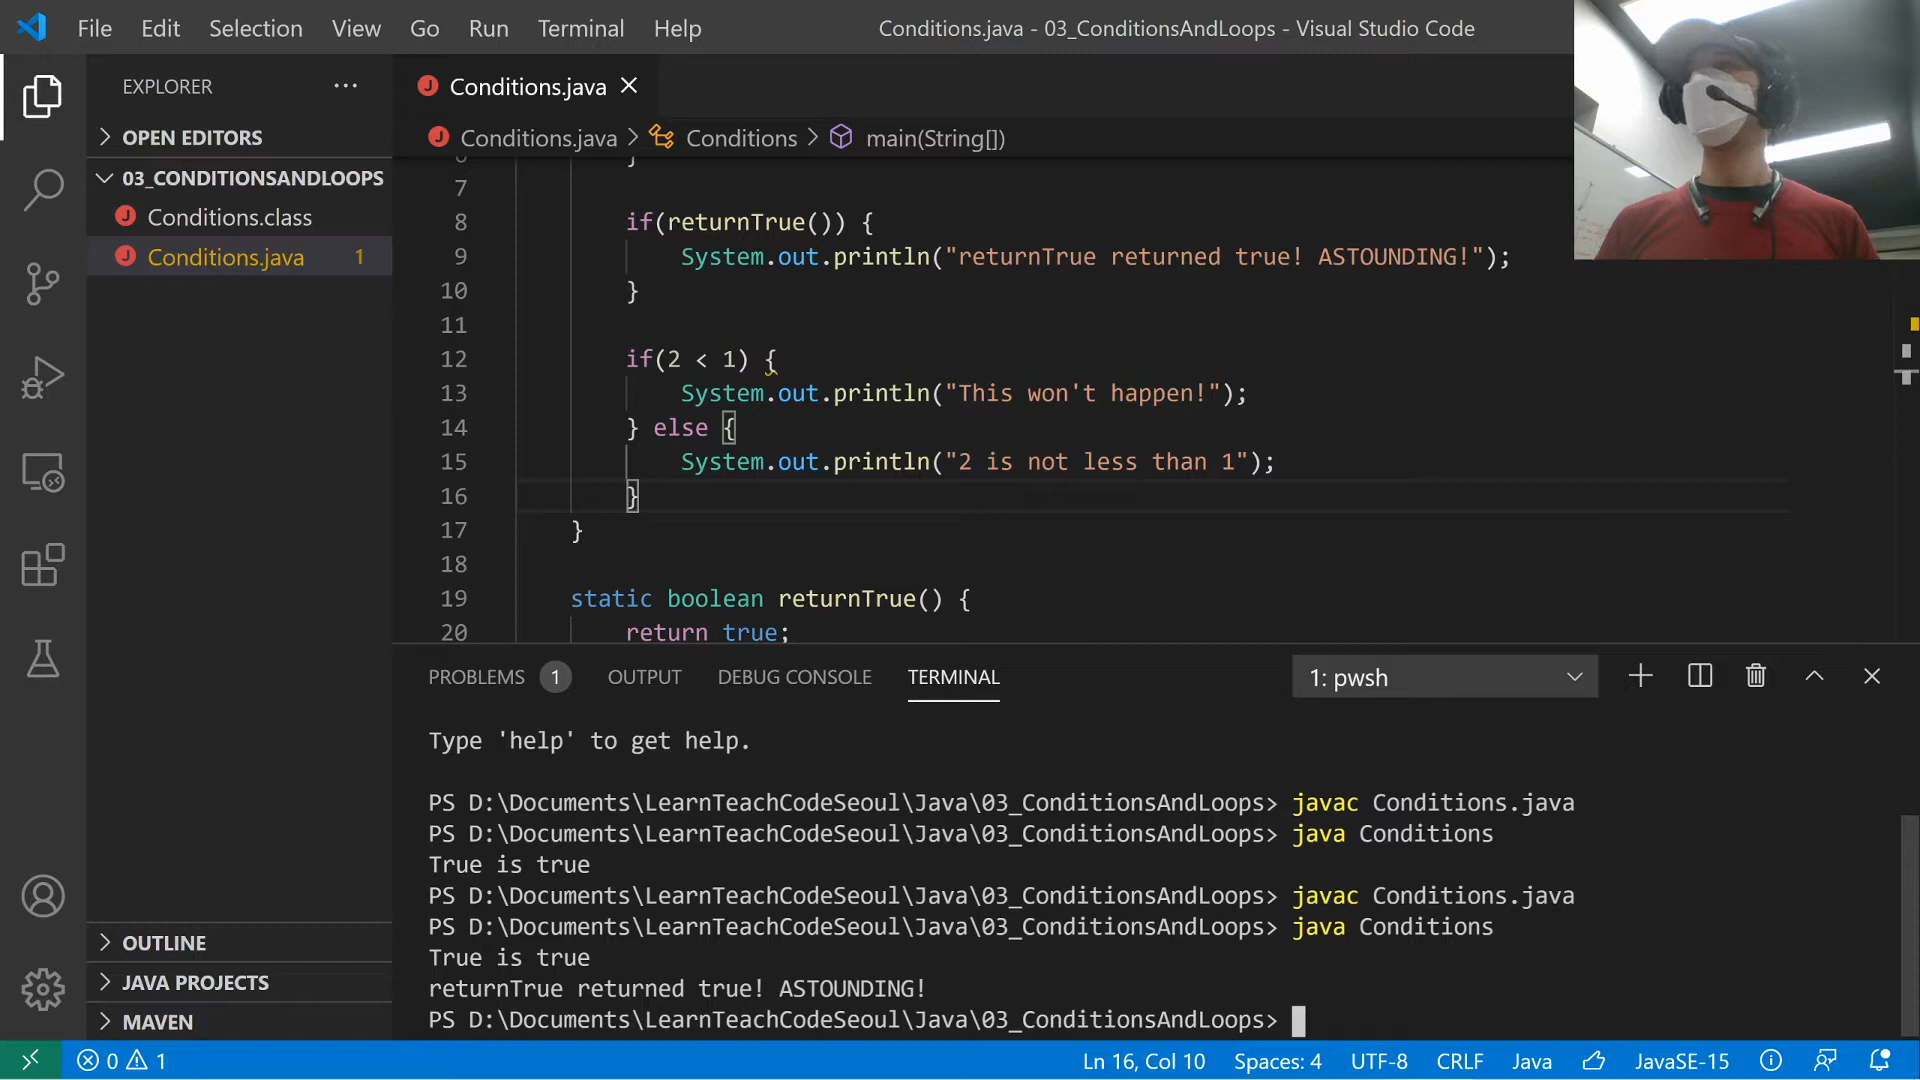 File Edit Selection View Go Run Terminal Help Conditions.java - 03_ConditionsAndLoops - Visual Studio Code
EXPLORER ··· Conditions.java
OPEN EDITORS
Conditions.java > Conditions > main(String[])
03_CONDITIONSANDLOOPS
Conditions.class
Conditions.java 1
6 }
7
8 if(returnTrue()) {
9 System.out.println("returnTrue returned true! ASTOUNDING!");
10 }
11
12 if(2 < 1) {
13 System.out.println("This won't happen!");
14 } else {
15 System.out.println("2 is not less than 1");
16 }
17 }
18
19 static boolean returnTrue() {
20 return true;
PROBLEMS 1 OUTPUT DEBUG CONSOLE TERMINAL 1: pwsh
Type 'help' to get help.
PS D:\Documents\LearnTeachCodeSeoul\Java\03_ConditionsAndLoops> javac Conditions.java
PS D:\Documents\LearnTeachCodeSeoul\Java\03_ConditionsAndLoops> java Conditions
True is true
PS D:\Documents\LearnTeachCodeSeoul\Java\03_ConditionsAndLoops> javac Conditions.java
PS D:\Documents\LearnTeachCodeSeoul\Java\03_ConditionsAndLoops> java Conditions
True is true
returnTrue returned true! ASTOUNDING!
PS D:\Documents\LearnTeachCodeSeoul\Java\03_ConditionsAndLoops>
OUTLINE
JAVA PROJECTS
MAVEN
0 1 Ln 16, Col 10 Spaces: 4 UTF-8 CRLF Java JavaSE-15